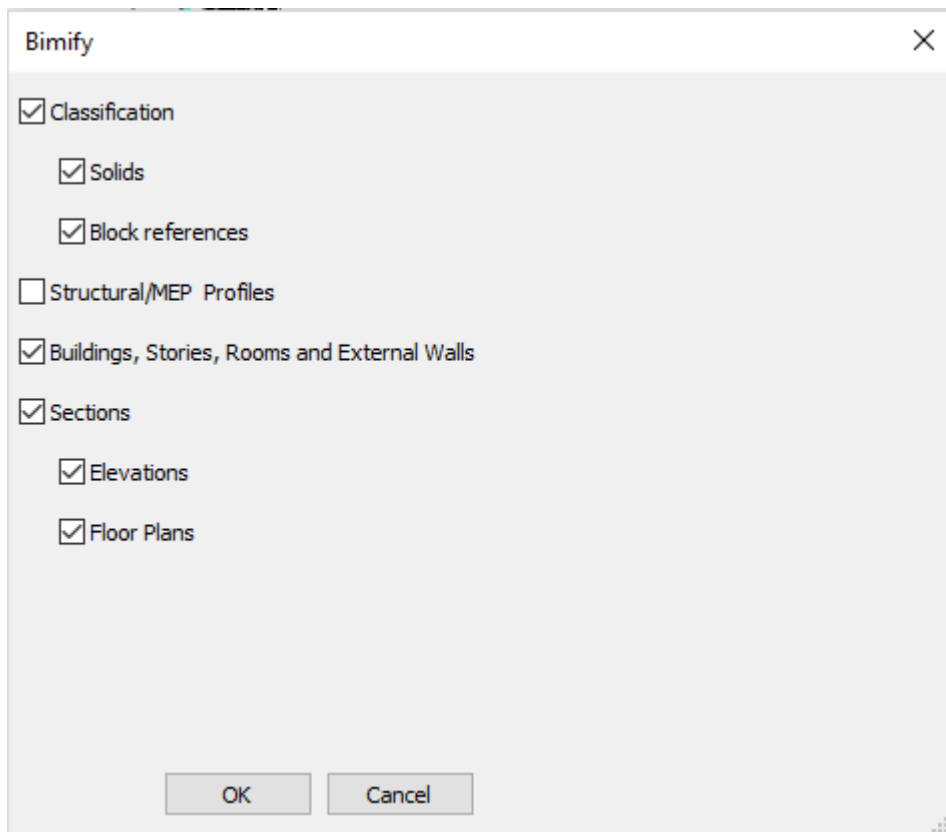 Bimify
Classification
Solids
Block references
Structural/MEP  Profiles
Buildings, Stories, Rooms and External Walls
Sections
Elevations
Floor Plans
OK
Cancel